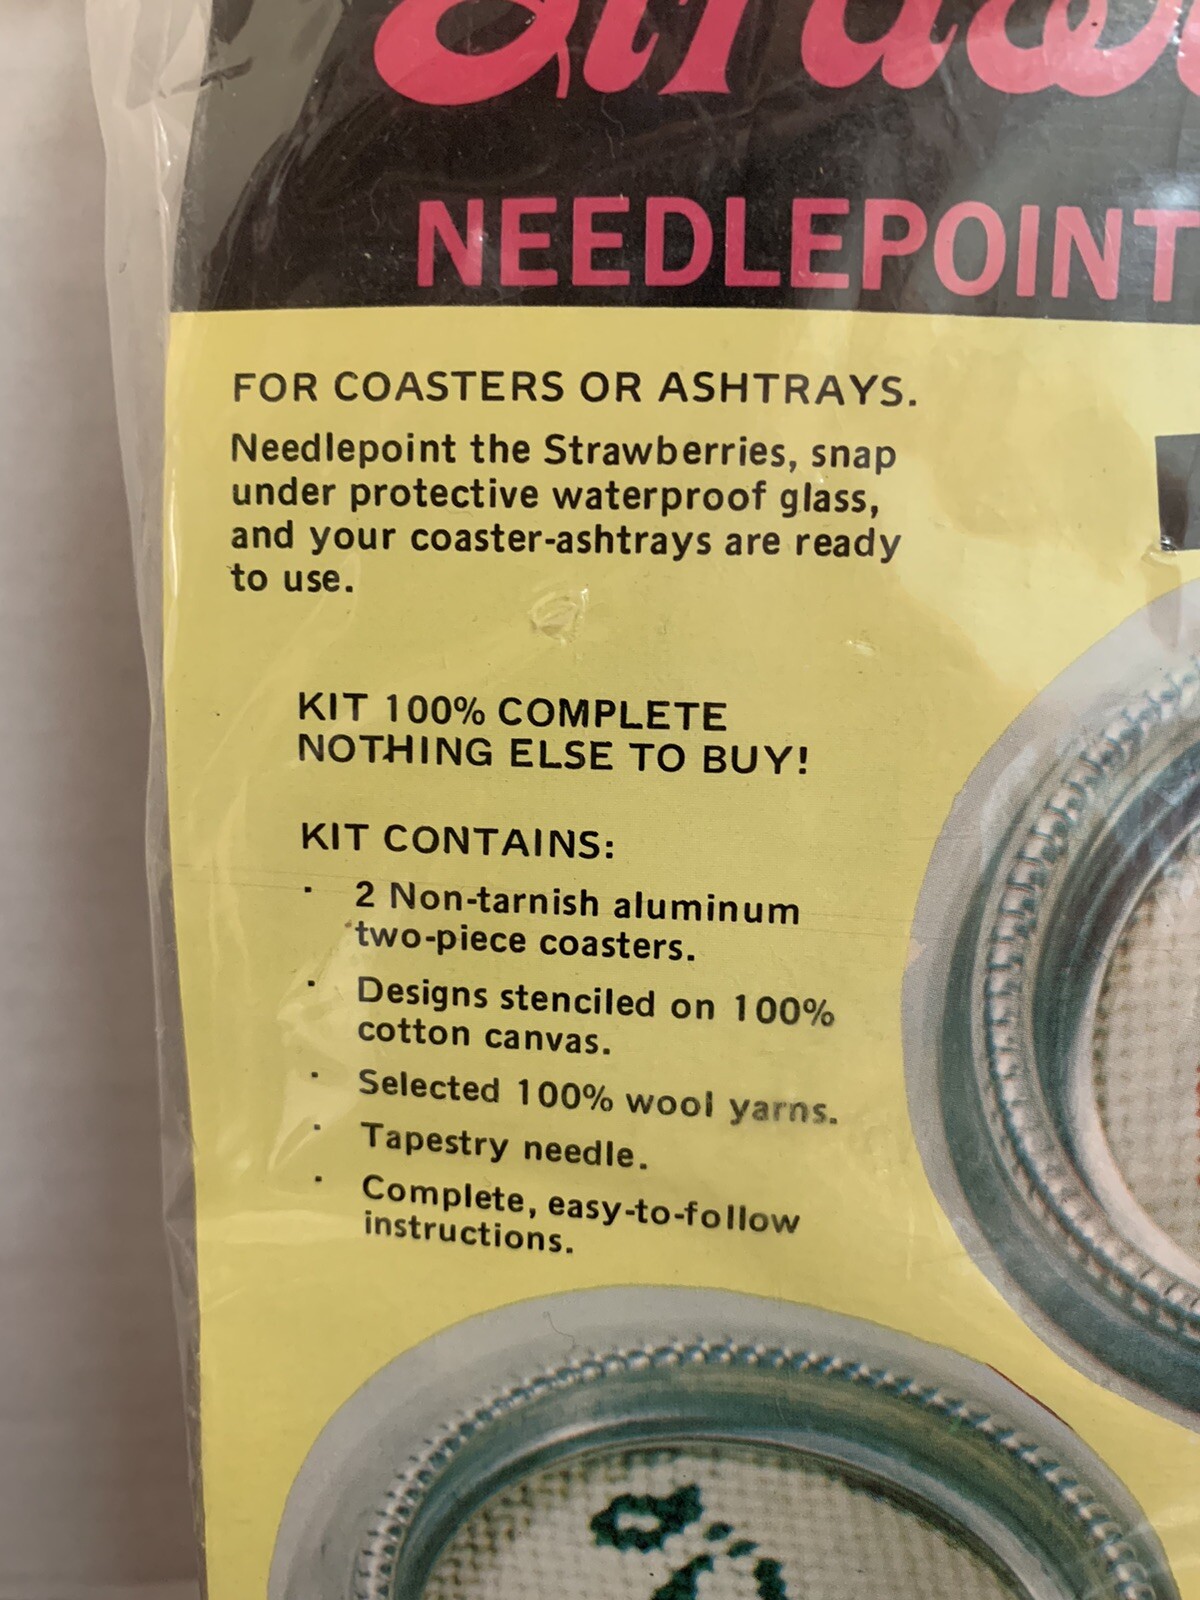 NEEDLEPOINT
FOR COASTERS OR ASHTRAYS.
Needlepoint the Strawberries, snap
under protective waterproof glass,
and your coaster-ashtrays are ready
to use.
KIT 100% COMPLETE
NOTHING ELSE TO BUY!
KIT CONTAINS:
· 2 Non-tarnish aluminum
two-piece coasters.
· Designs stenciled on 100%
cotton canvas.
· Selected 100% wool yarns.
· Tapestry needle.
· Complete, easy-to-follow
instructions.